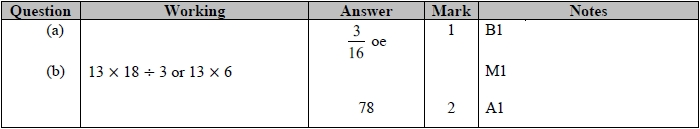 Question Working Answer Mark Notes
(a) 3/16 oe 1 B1
(b) 13 × 18 ÷ 3 or 13 × 6 M1
78 2 A1